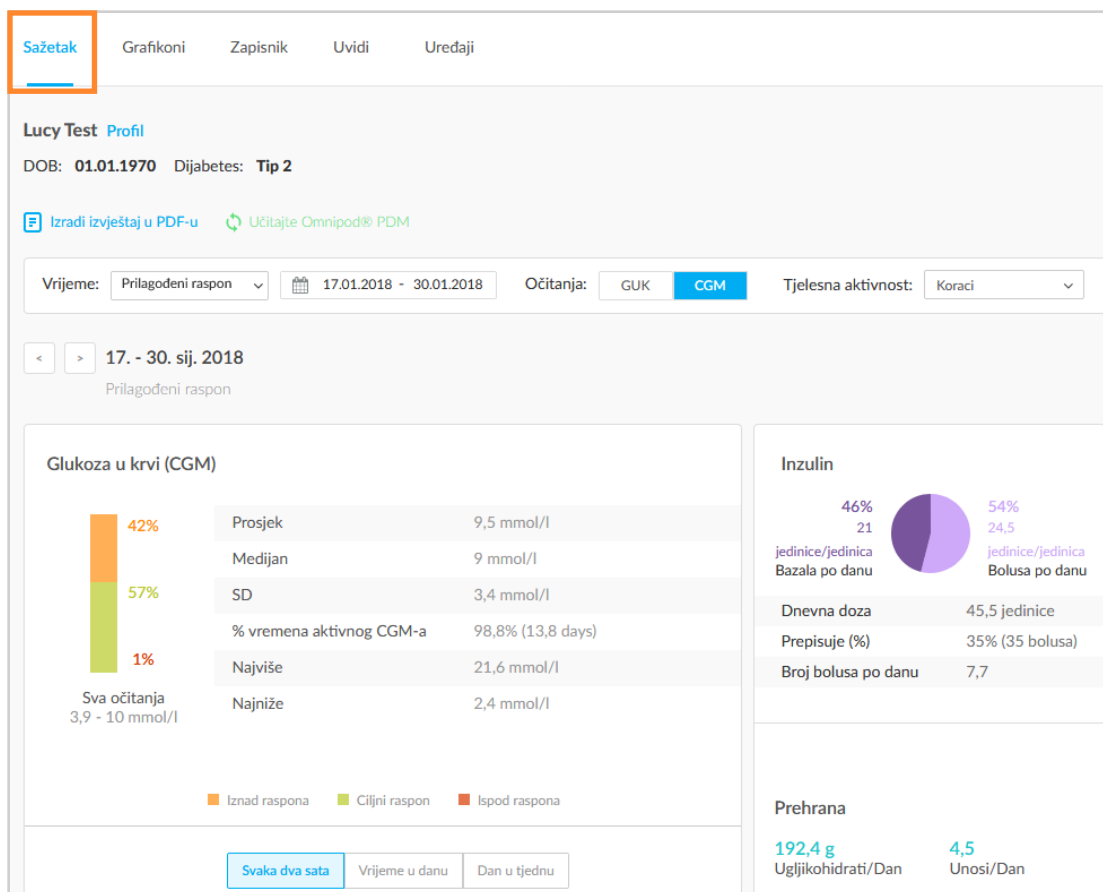 Sažetak Grafikoni Zapisnik Uvidi Uređaji
Lucy Test Profil
DOB: 01.01.1970 Dijabetes: Tip 2
Izradi izvještaj u PDF-u Učitajte Omnipod® PDM
Vrijeme: Prilagođeni raspon 17.01.2018 - 30.01.2018 Očitanja: GUK CGM Tjelesna aktivnost: Koraci
< > 17. - 30. sij. 2018
Prilagođeni raspon
Glukoza u krvi (CGM)
42%
57%
1%
Sva očitanja
3,9 - 10 mmol/l
Prosjek 9,5 mmol/l
Medijan 9 mmol/l
SD 3,4 mmol/l
% vremena aktivnog CGM-a 98,8% (13,8 days)
Najviše 21,6 mmol/l
Najniže 2,4 mmol/l
Iznad raspona Ciljni raspon Ispod raspona
Svaka dva sata Vrijeme u danu Dan u tjednu
Inzulin
46% 54%
21 24,5
jedinice/jedinica jedinice/jedinica
Bazala po danu Bolusa po danu
Dnevna doza 45,5 jedinice
Prepisuje (%) 35% (35 bolusa)
Broj bolusa po danu 7,7
Prehrana
192,4 g 4,5
Ugljikohidrati/Dan Unosi/Dan